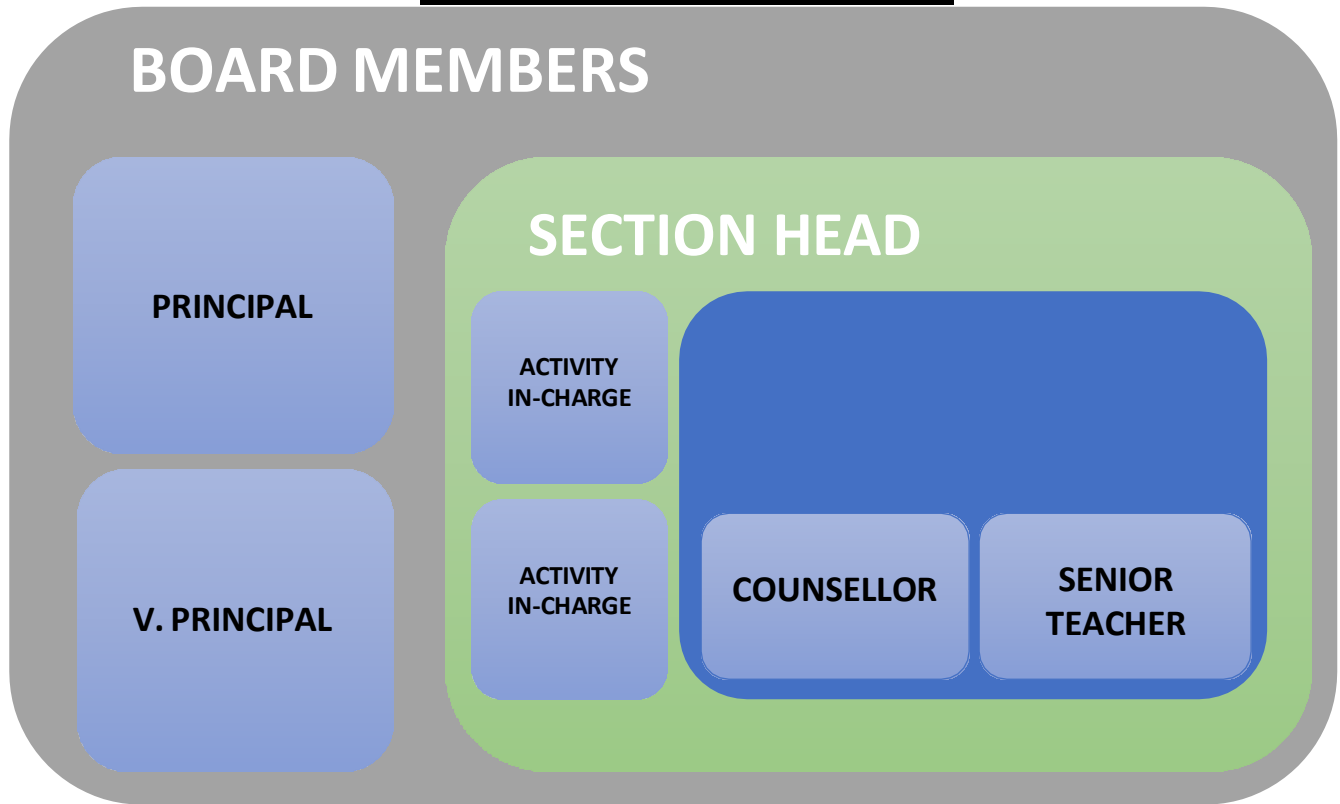 BOARD MEMBERS
PRINCIPAL
V. PRINCIPAL
SECTION HEAD
ACTIVITY
IN-CHARGE
ACTIVITY
IN-CHARGE
COUNSELLOR
SENIOR
TEACHER